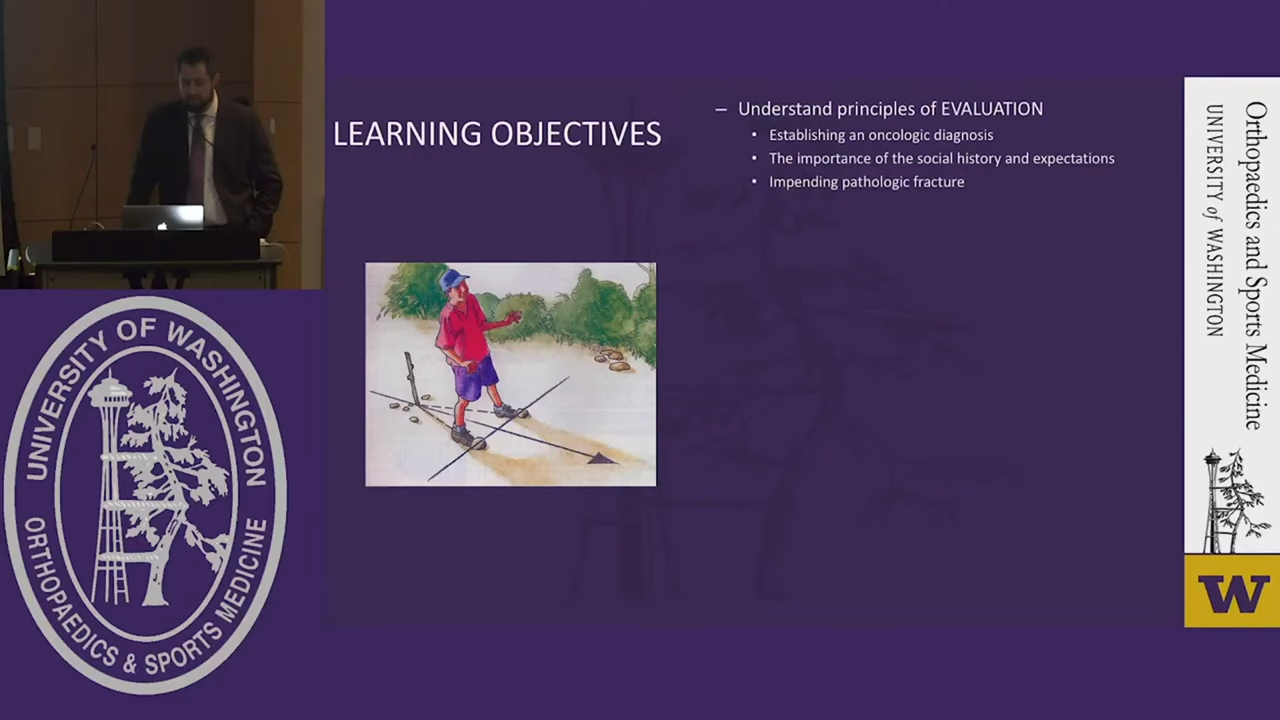 LEARNING OBJECTIVES
– Understand principles of EVALUATION
• Establishing an oncologic diagnosis
• The importance of the social history and expectations
• Impending pathologic fracture
UNIVERSITY OF WASHINGTON
ORTHOPAEDICS & SPORTS MEDICINE
Orthopaedics and Sports Medicine
UNIVERSITY of WASHINGTON
W